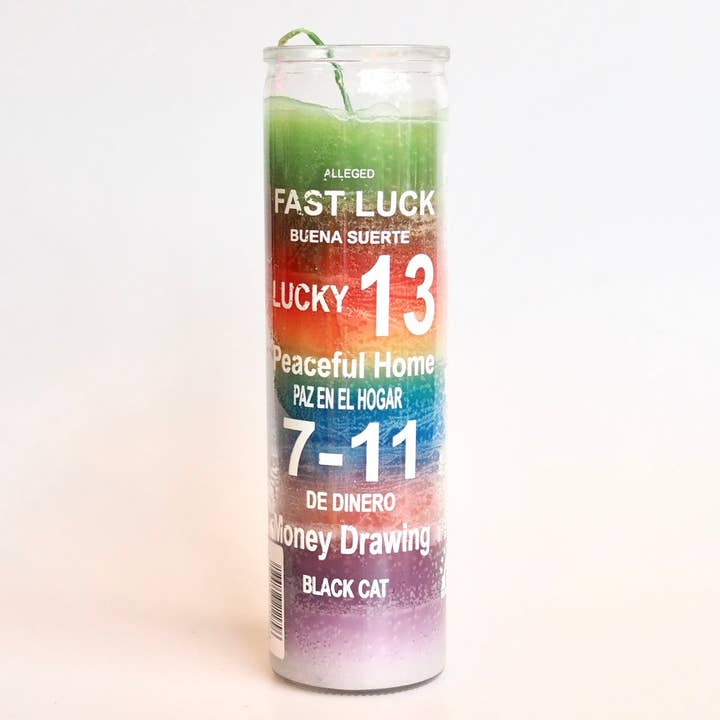 ALLEGED
FAST LUCK
BUENA SUERTE
LUCKY 13
Peaceful Home
PAZ EN EL HOGAR
7-11
DE DINERO
Money Drawing
BLACK CAT